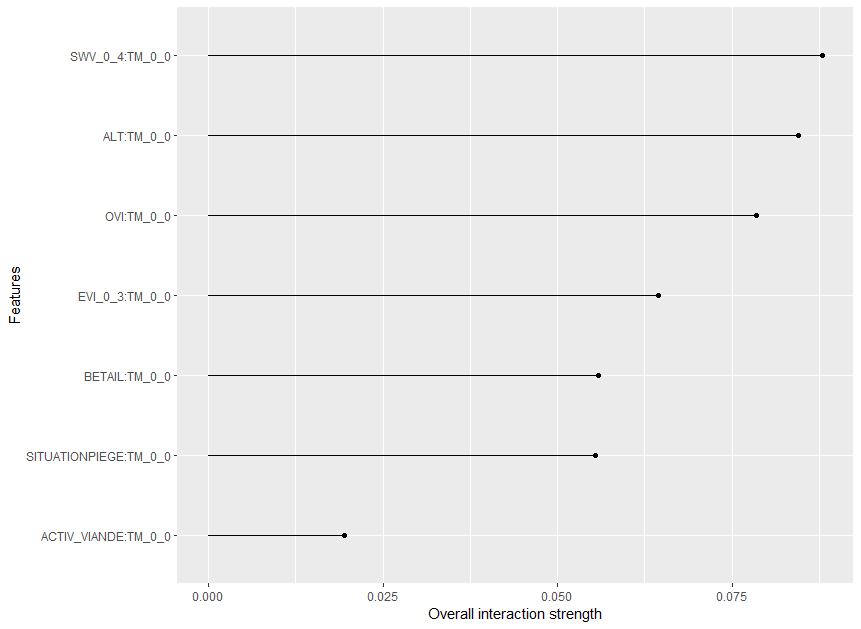 SWV_0_4:TM_0_0
ALT:TM_0_0
OVI:TM_0_0
EVI_0_3:TM_0_0
BETAIL:TM_0_0
SITUATIONPIEGE:TM_0_0
ACTIV_VIANDE:TM_0_0
Features
0.000 0.025 0.050 0.075
Overall interaction strength